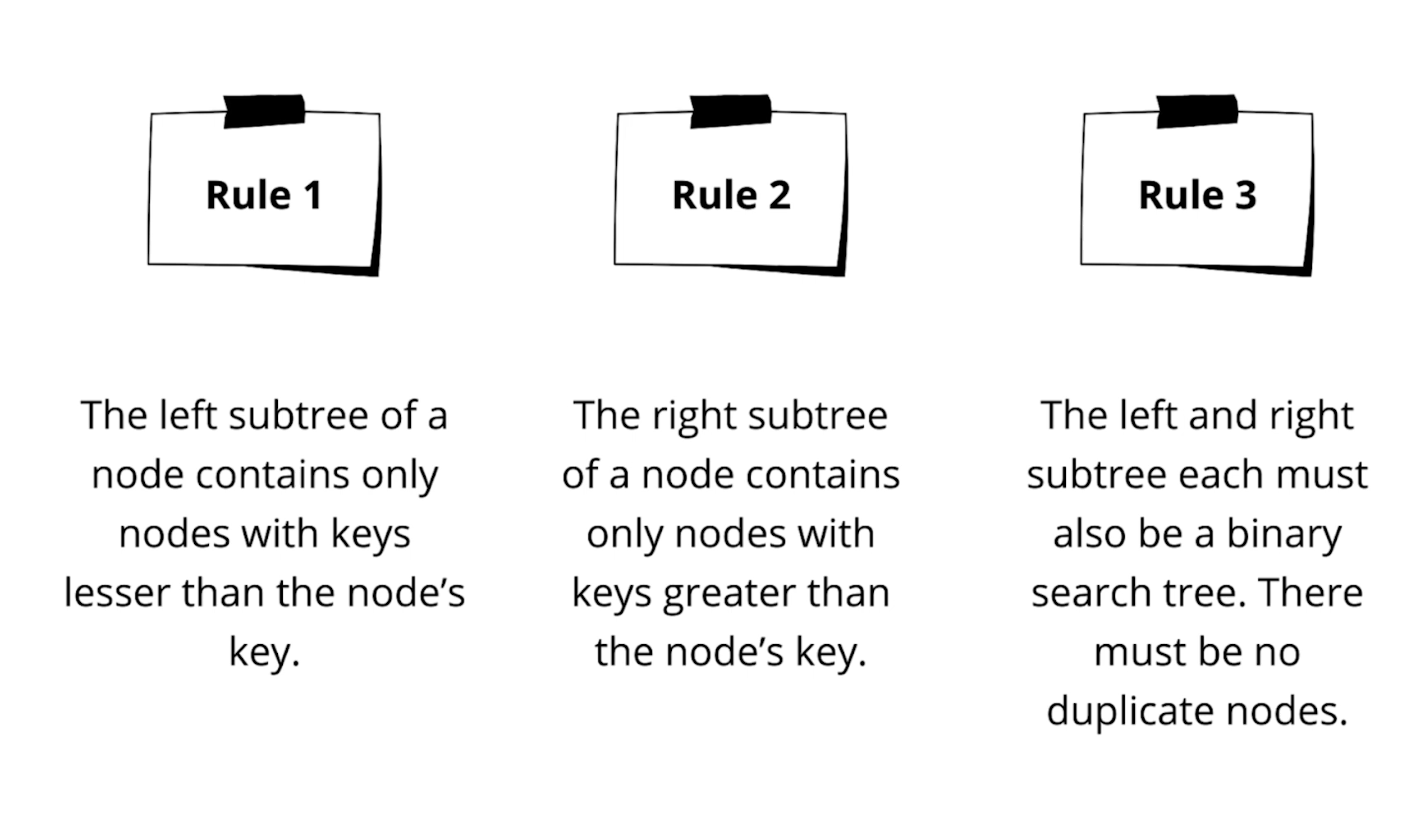 Rule 1
The left subtree of a
node contains only
nodes with keys
lesser than the node’s
key.
Rule 2
The right subtree
of a node contains
only nodes with
keys greater than
the node’s key.
Rule 3
The left and right
subtree each must
also be a binary
search tree. There
must be no
duplicate nodes.